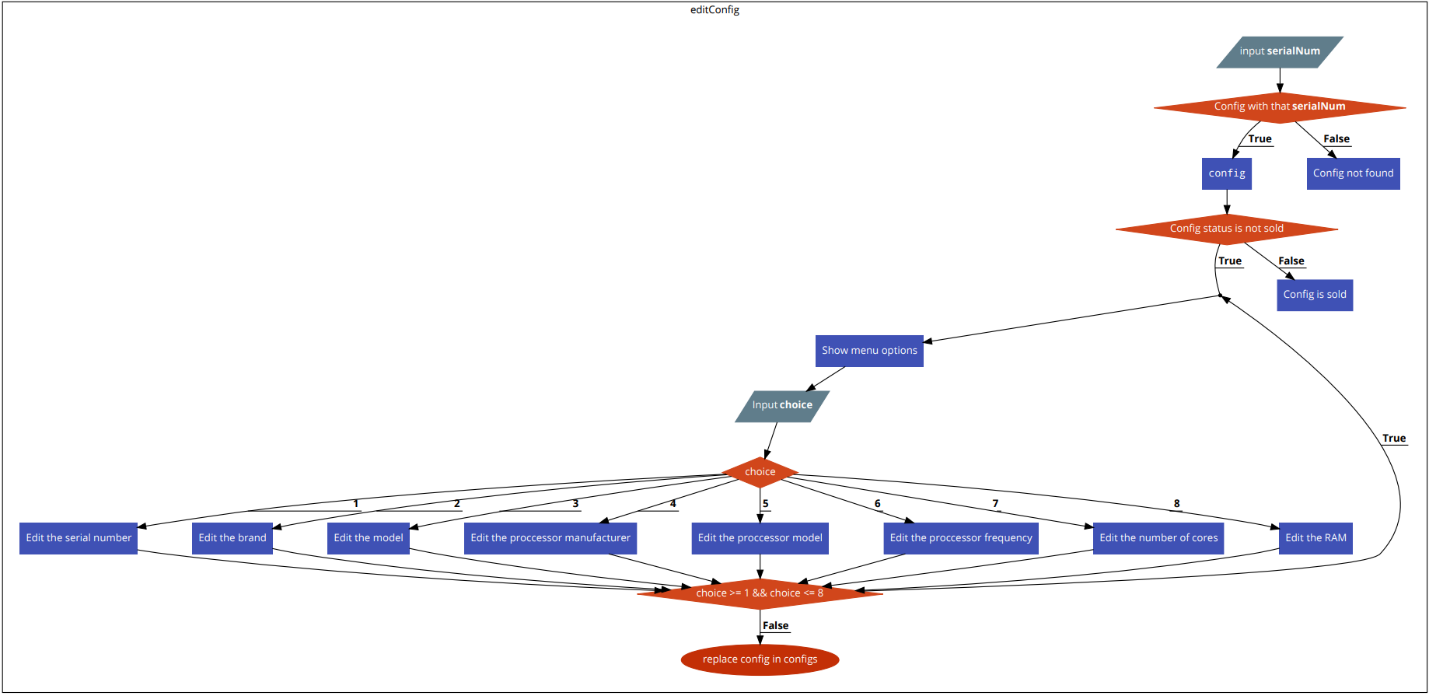 editConfig
input serialNum
Config with that serialNum
True
False
config
Config not found
Config status is not sold
True
False
Config is sold
Show menu options
Input choice
True
choice
1
2
3
4
5
6
7
8
Edit the serial number
Edit the brand
Edit the model
Edit the proccessor manufacturer
Edit the proccessor model
Edit the proccessor frequency
Edit the number of cores
Edit the RAM
choice >= 1 && choice <= 8
False
replace config in configs